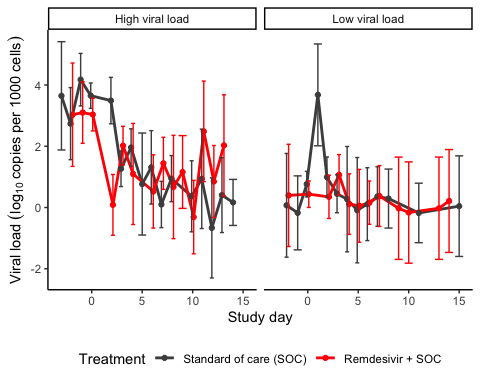 High viral load
Low viral load
Viral load (log10 copies per 1000 cells)
4
2
0
-2
0
5
10
15
0
5
10
15
Study day
Treatment
Standard of care (SOC)
Remdesivir + SOC